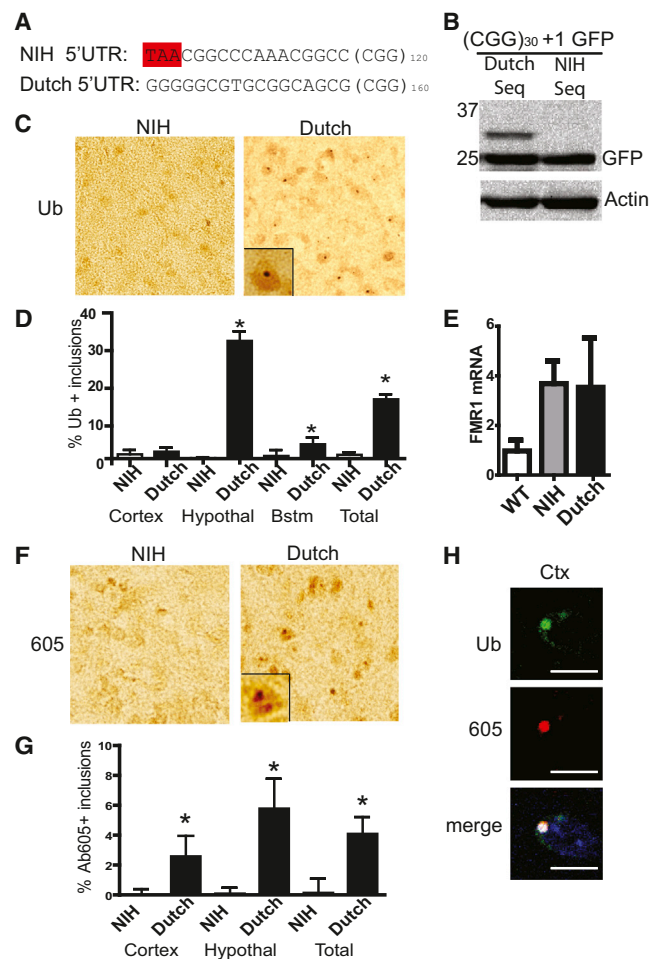 A
NIH 5'UTR: TAACGGCCCAAACGGCC(CGG)120
Dutch 5'UTR: GGGGGCGTGCGGCAGCG(CGG)160
B
(CGG)30 +1 GFP
Dutch Seq NIH Seq
37
25
GFP
Actin
C
NIH Dutch
Ub
D
% Ub + inclusions
40
30
20
10
0
* * *
NIH Dutch NIH Dutch NIH Dutch NIH Dutch
Cortex Hypothal Bstm Total
E
FMR1 mRNA
8
4
0
WT NIH Dutch
F
NIH Dutch
605
G
% Ab605+ inclusions
10
8
6
4
2
0
* * *
NIH Dutch NIH Dutch NIH Dutch
Cortex Hypothal Total
H
Ctx
Ub
605
merge